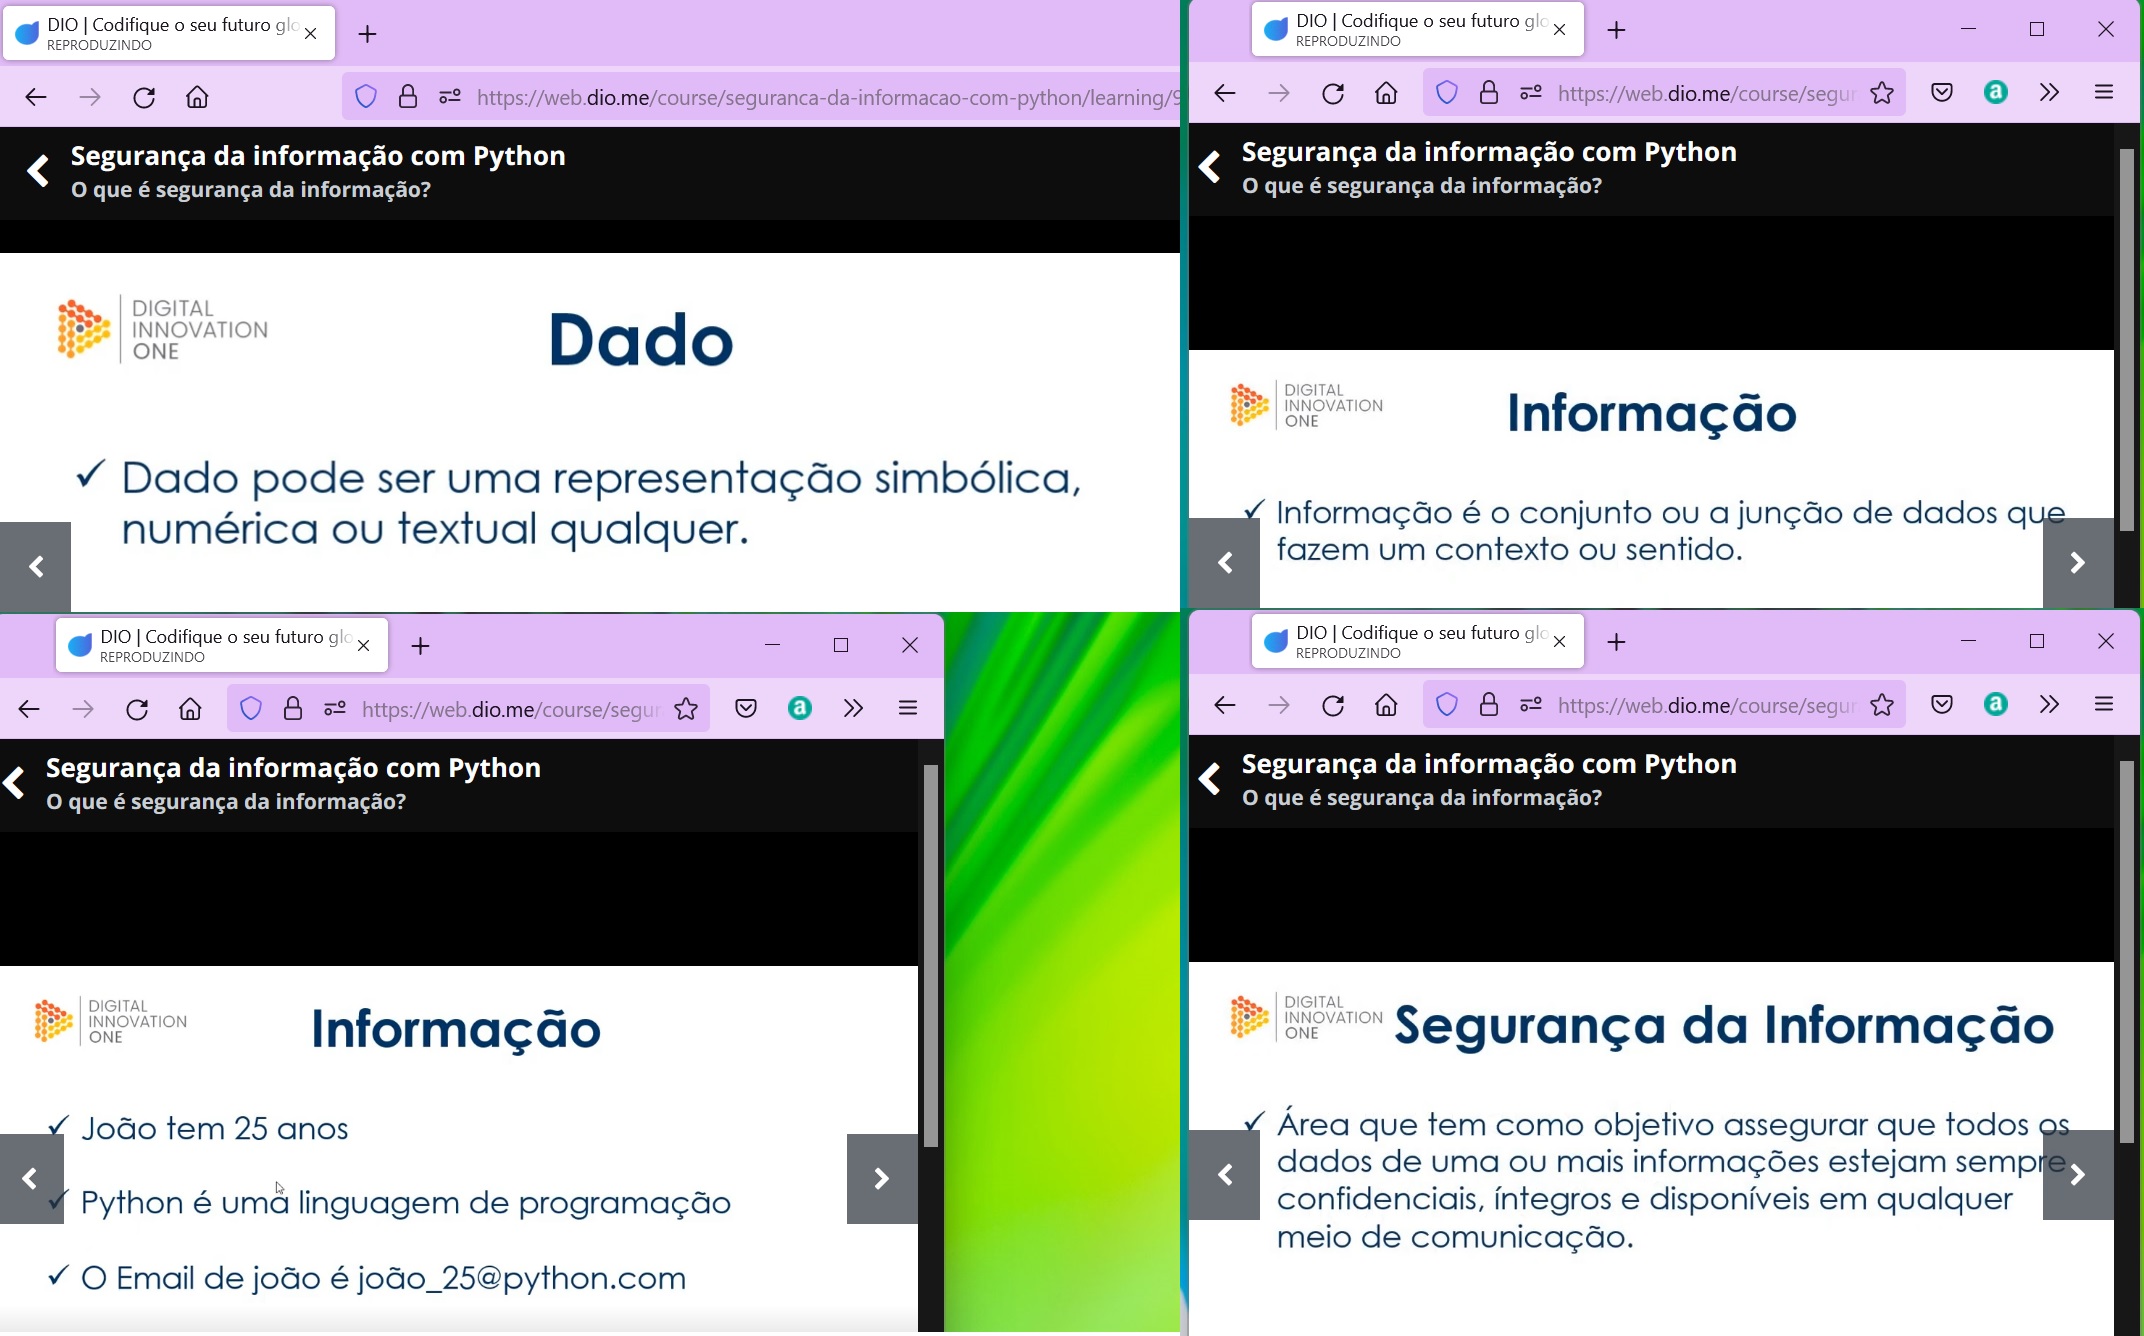 DIO | Codifique o seu futuro glo
REPRODUZINDO
https://web.dio.me/course/seguranca-da-informacao-com-python/learning/9
Segurança da informação com Python
O que é segurança da informação?
DIGITAL
INNOVATION
ONE
Dado
✓ Dado pode ser uma representação simbólica,
numérica ou textual qualquer.
DIO | Codifique o seu futuro glo
REPRODUZINDO
https://web.dio.me/course/segur
a
Segurança da informação com Python
O que é segurança da informação?
DIGITAL
INNOVATION
ONE
Informação
✓ Informação é o conjunto ou a junção de dados que
fazem um contexto ou sentido.
DIO | Codifique o seu futuro glo
REPRODUZINDO
https://web.dio.me/course/segur
a
Segurança da informação com Python
O que é segurança da informação?
DIGITAL
INNOVATION
ONE
Informação
✓ João tem 25 anos
✓ Python é uma linguagem de programação
✓ O Email de joão é joão_25@python.com
DIO | Codifique o seu futuro glo
REPRODUZINDO
https://web.dio.me/course/segur
a
Segurança da informação com Python
O que é segurança da informação?
DIGITAL
INNOVATION
ONE
Segurança da Informação
✓ Área que tem como objetivo assegurar que todos os
dados de uma ou mais informações estejam sempre
confidenciais, íntegros e disponíveis em qualquer
meio de comunicação.